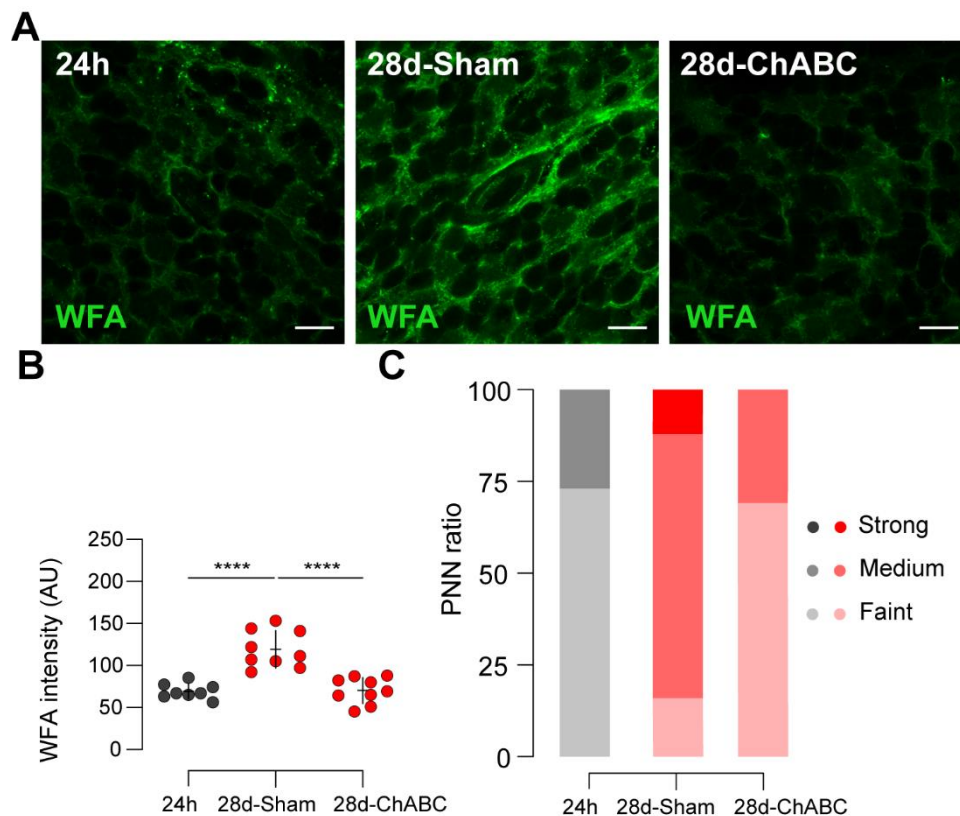 A
24h
28d-Sham
28d-ChABC
WFA
WFA
WFA
B
WFA intensity (AU)
250
200
150
100
50
0
****
****
24h
28d-Sham
28d-ChABC
C
PNN ratio
100
75
50
25
0
Strong
Medium
Faint
24h
28d-Sham
28d-ChABC